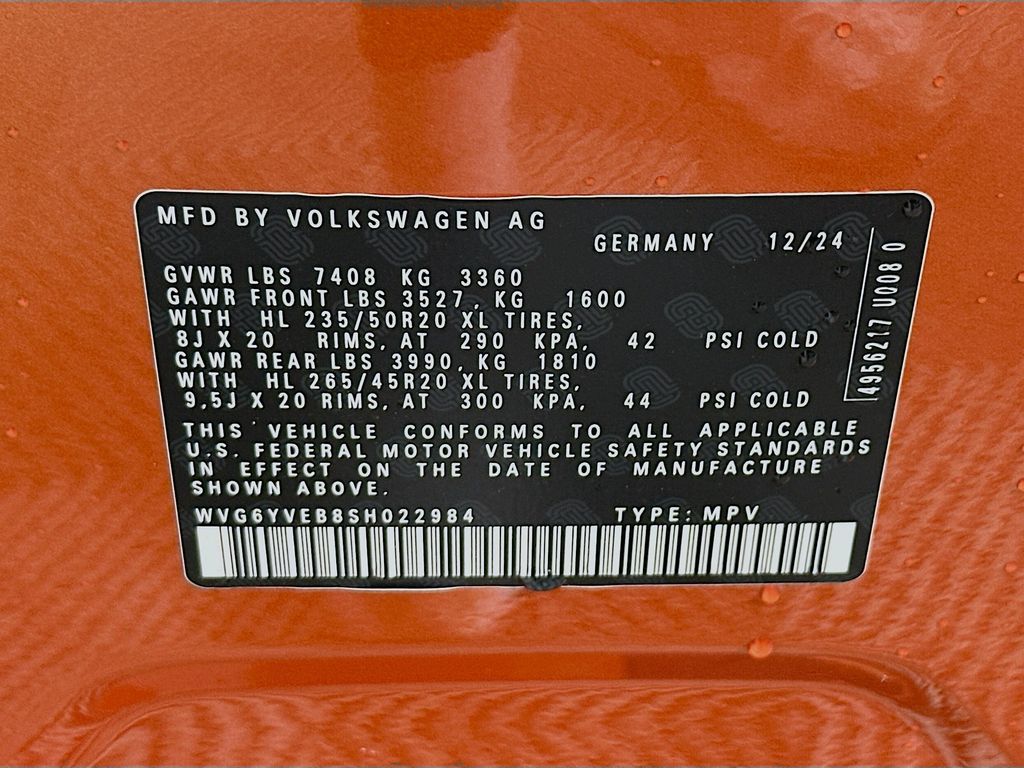 MFD BY VOLKSWAGEN AG
GERMANY 12/24
GVWR LBS 7408 KG 3360
GAWR FRONT LBS 3527, KG 1600
WITH HL 235/50R20 XL TIRES,
8J X 20 RIMS, AT 290 KPA, 42 PSI COLD
GAWR REAR LBS 3990, KG 1810
WITH HL 265/45R20 XL TIRES,
9,5J X 20 RIMS, AT 300 KPA, 44 PSI COLD
THIS VEHICLE CONFORMS TO ALL APPLICABLE
U.S. FEDERAL MOTOR VEHICLE SAFETY STANDARDS
IN EFFECT ON THE DATE OF MANUFACTURE
SHOWN ABOVE.
WVG6YVEB8SH022984 TYPE: MPV
4956217 U0080